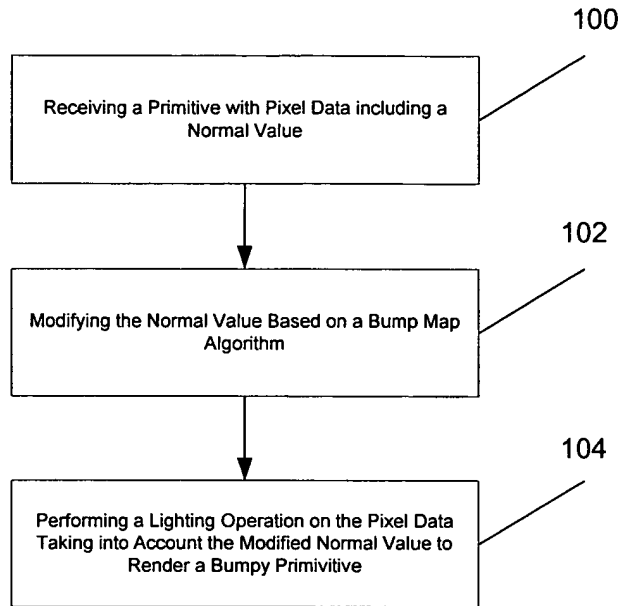 100
Receiving a Primitive with Pixel Data including a
Normal Value
102
Modifying the Normal Value Based on a Bump Map
Algorithm
104
Performing a Lighting Operation on the Pixel Data
Taking into Account the Modified Normal Value to
Render a Bumpy Primivitive